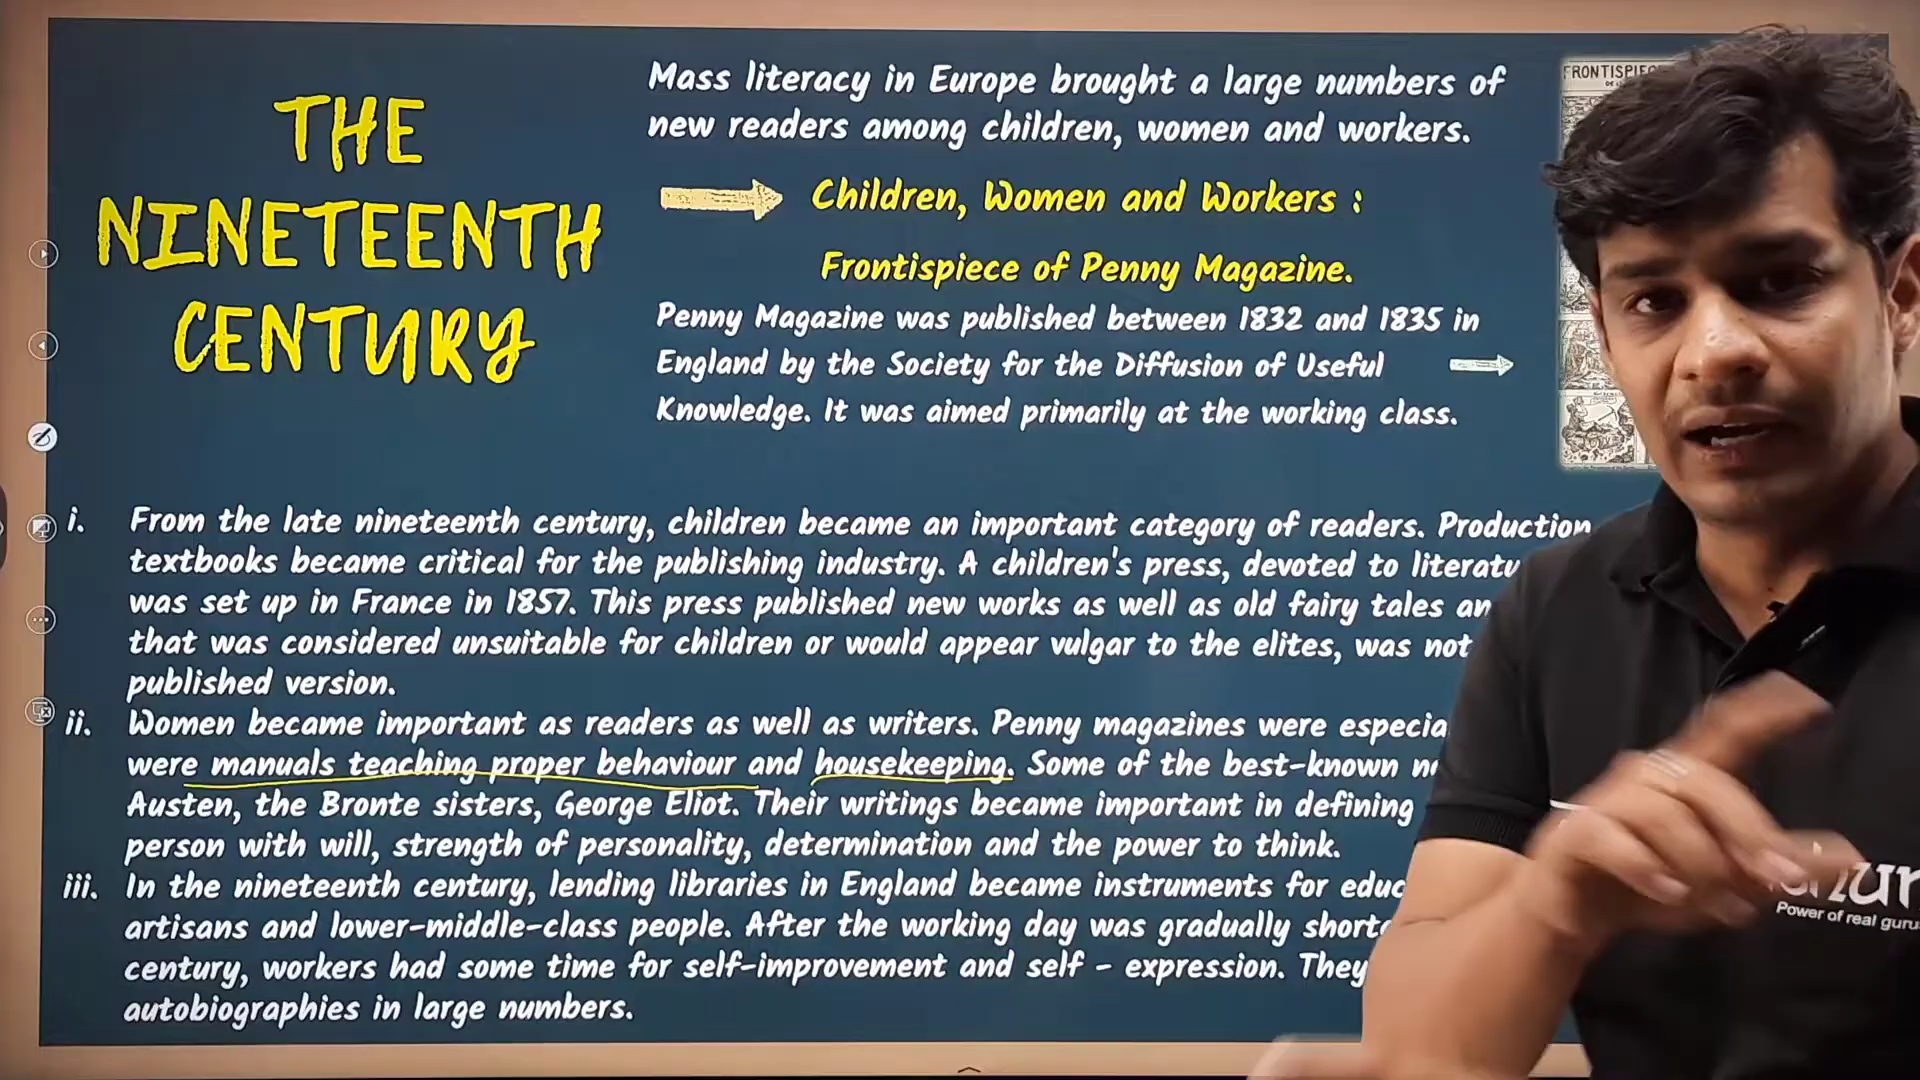 THE
NINETEENTH
CENTURY
Mass literacy in Europe brought a large numbers of
new readers among children, women and workers.
Children, Women and Workers :
Frontispiece of Penny Magazine.
Penny Magazine was published between 1832 and 1835 in
England by the Society for the Diffusion of Useful
Knowledge. It was aimed primarily at the working class.
i. From the late nineteenth century, children became an important category of readers. Production
textbooks became critical for the publishing industry. A children's press, devoted to
was set up in France in 1857. This press published new works as well as old fairy tales
that was considered unsuitable for children or would appear vulgar to the elites, was not
published version.
ii. Women became important as readers as well as writers. Penny magazines were
were manuals teaching proper behaviour and housekeeping. Some of the best-known
Austen, the Bronte sisters, George Eliot. Their writings became important in defining
person with will, strength of personality, determination and the power to think.
iii. In the nineteenth century, lending libraries in England became instruments for
artisans and lower-middle-class people. After the working day was gradually
century, workers had some time for self-improvement and self - expression. They
autobiographies in large numbers.
Power of real guru